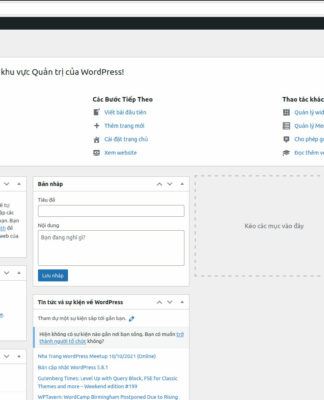 khu vực Quản trị của WordPress!
Các Bước Tiếp Theo
Thao tác khác
Viết bài đầu tiên
Quản lý wid
Thêm trang mới
Quản lý Me
Cài đặt trang chủ
Cho phép
Xem website
Đọc thêm
Bản nháp
Tiêu đề
Nội dung
Bạn đang nghĩ gì?
Lưu nháp
Kéo các mục vào đây
web của
Tin tức và sự kiện về WordPress
Tham dự một sự kiện sắp tới gần bạn.
Hiện không có sự kiện nào gần nơi bạn sống. Bạn có muốn trở
thành người tổ chức không?
Nha Trang WordPress Meetup 10/10/2021 (Online)
Bản cập nhật WordPress 5.8.1
Gutenberg Times: Level up with Query Block, FSE for Classic
Themes and more – Weekend edition #199
WPTavern: WordCamp Birmingham Postponed Due to Rising